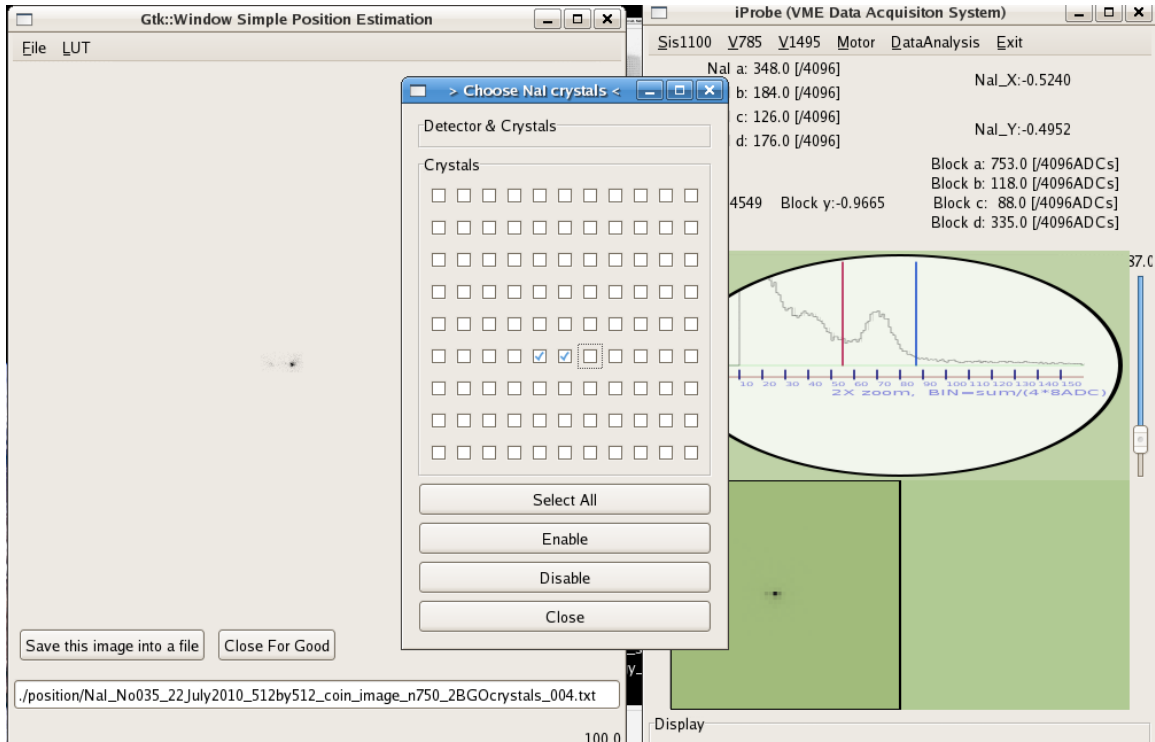 Gtk::Window Simple Position Estimation
File LUT
Save this image into a file
Close For Good
./position/NaI_No035_22July2010_512by512_coin_image_n750_2BGOcrystals_004.txt
100.0
> Choose NaI crystals <
Detector & Crystals
Crystals
Select All
Enable
Disable
Close
iProbe (VME Data Acquisiton System)
Sis1100 V785 V1495 Motor DataAnalysis Exit
NaI a: 348.0 [/4096]
b: 184.0 [/4096]
c: 126.0 [/4096]
d: 176.0 [/4096]
NaI_X:-0.5240
NaI_Y:-0.4952
Block a: 753.0 [/4096ADCs]
Block b: 118.0 [/4096ADCs]
Block c: 88.0 [/4096ADCs]
Block d: 335.0 [/4096ADCs]
4549 Block y:-0.9665
87.0
10 20 30 40 50 60 70 80 90 100 110 120 130 140 150
2X zoom, BIN=sum/(4*8ADC)
Display